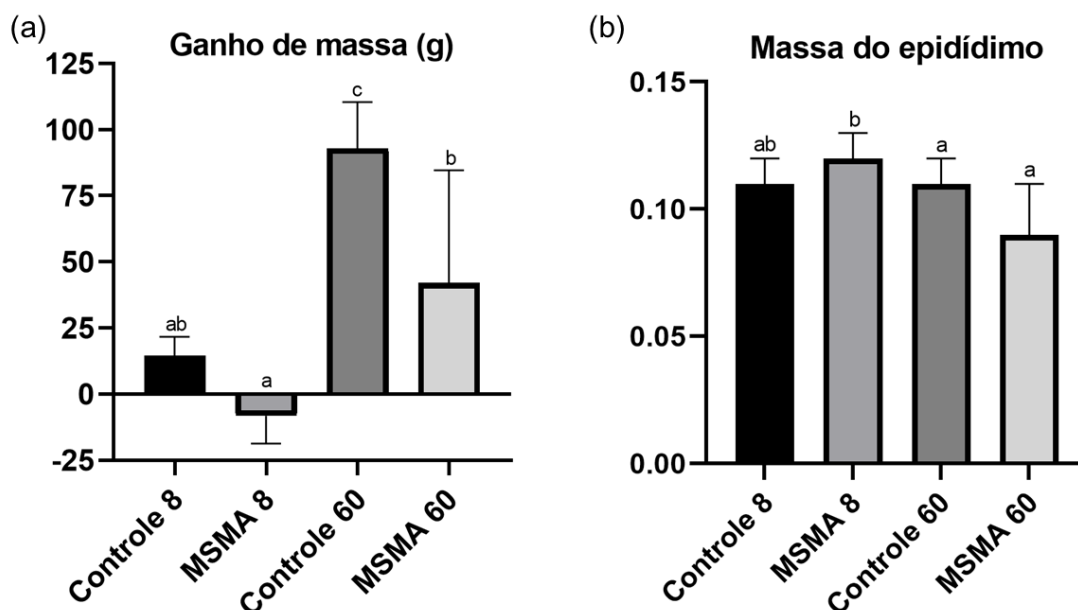 (a)
Ganho de massa (g)
125
100
75
50
25
0
-25
ab
a
c
b
Controle 8
MSMA 8
Controle 60
MSMA 60
(b)
Massa do epidídimo
0.15
0.10
0.05
0.00
ab
b
a
a
Controle 8
MSMA 8
Controle 60
MSMA 60